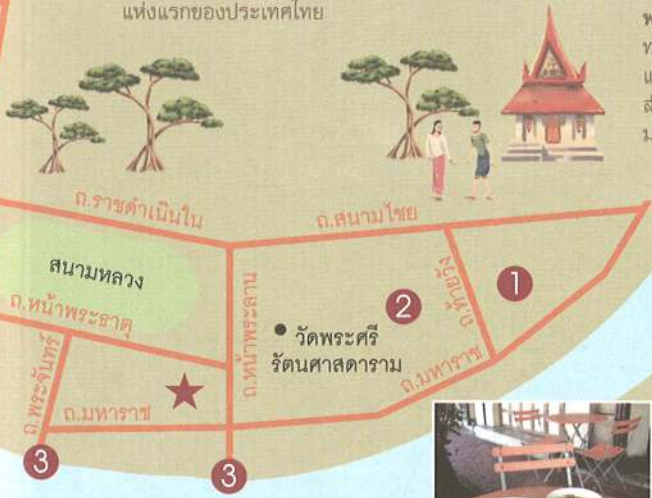 แห่งแรกของประเทศไทย
ถ.ราชดำเนินใน
ถ.สนามไชย
สนามหลวง
ถ.หน้าพระธาตุ
ถ.หน้าพระลาน
ถ.ท้ายวัง
1
2
วัดพระศรี
รัตนศาสดาราม
ถ.มหาราช
ถ.พระจันทร์
ถ.มหาราช
3
3